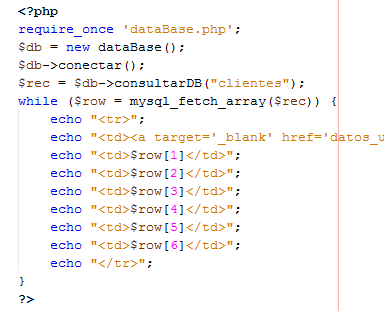 <?php
require_once 'dataBase.php';
$db = new dataBase();
$db->conectar();
$rec = $db->consultarDB("clientes");
while ($row = mysql_fetch_array($rec)) {
    echo "<tr>";
    echo "<td><a target='_blank' href='datos_u
    echo "<td>$row[1]</td>";
    echo "<td>$row[2]</td>";
    echo "<td>$row[3]</td>";
    echo "<td>$row[4]</td>";
    echo "<td>$row[5]</td>";
    echo "<td>$row[6]</td>";
    echo "</tr>";
}
?>